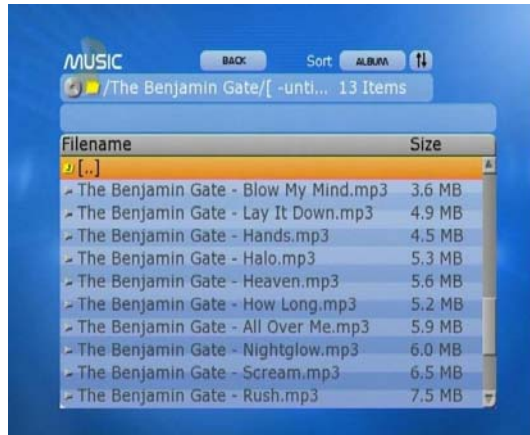 MUSIC BACK Sort ALBUM
/The Benjamin Gate/[ -unti... 13 Items
Filename Size
[..]
The Benjamin Gate - Blow My Mind.mp3 3.6 MB
The Benjamin Gate - Lay It Down.mp3 4.9 MB
The Benjamin Gate - Hands.mp3 4.5 MB
The Benjamin Gate - Halo.mp3 5.3 MB
The Benjamin Gate - Heaven.mp3 5.6 MB
The Benjamin Gate - How Long.mp3 5.2 MB
The Benjamin Gate - All Over Me.mp3 5.9 MB
The Benjamin Gate - Nightglow.mp3 6.0 MB
The Benjamin Gate - Scream.mp3 6.5 MB
The Benjamin Gate - Rush.mp3 7.5 MB